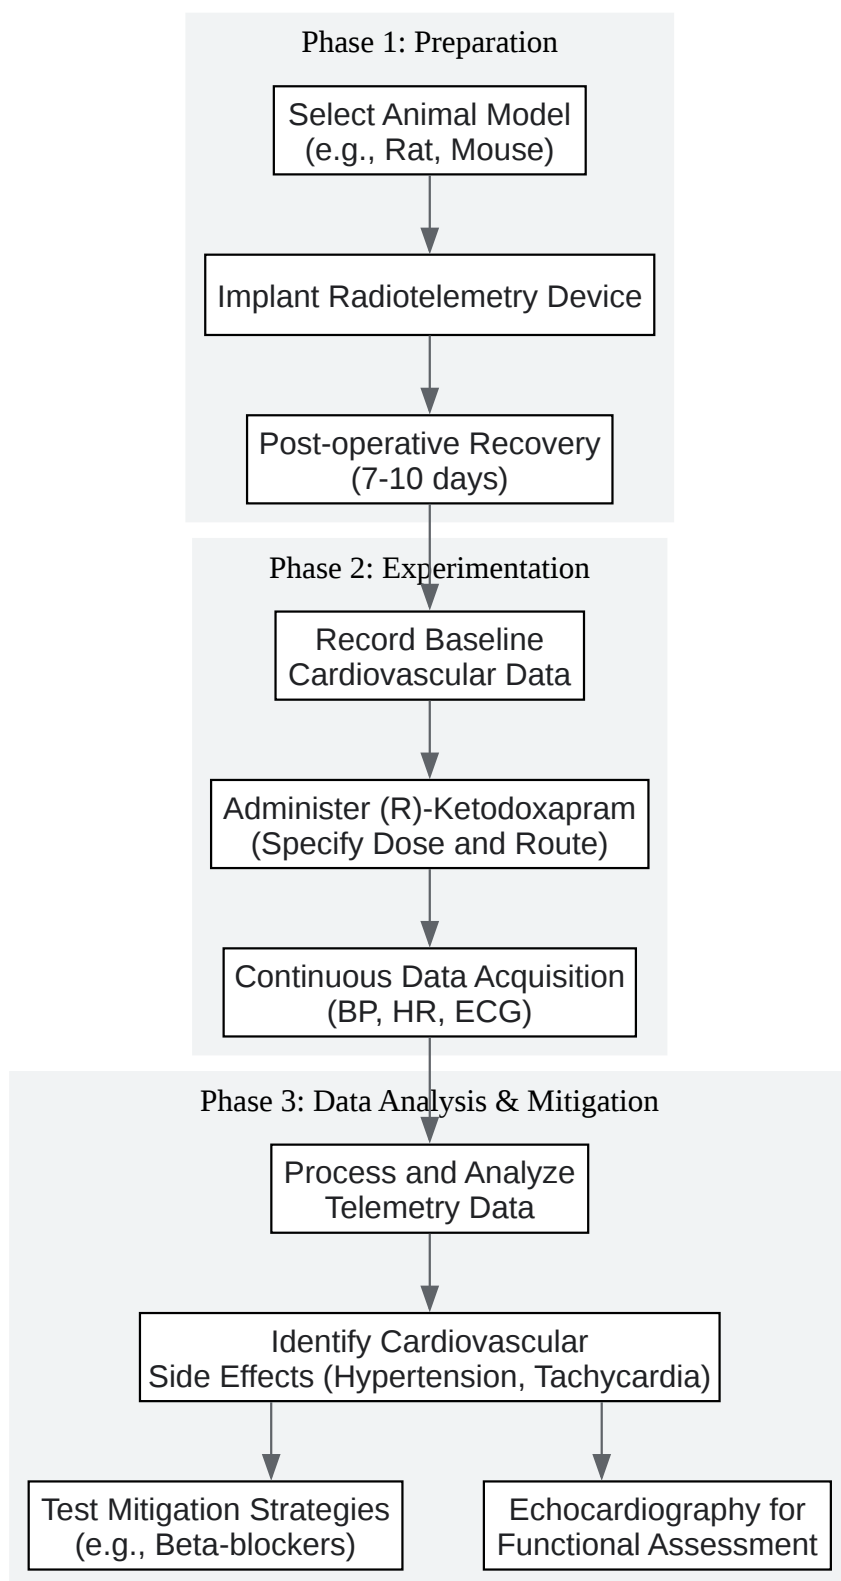 Phase 1: Preparation
Select Animal Model
(e.g., Rat, Mouse)
Implant Radiotelemetry Device
Post-operative Recovery
(7-10 days)
Phase 2: Experimentation
Record Baseline
Cardiovascular Data
Administer (R)-Ketodoxapram
(Specify Dose and Route)
Continuous Data Acquisition
(BP, HR, ECG)
Phase 3: Data Analysis & Mitigation
Process and Analyze
Telemetry Data
Identify Cardiovascular
Side Effects (Hypertension, Tachycardia)
Test Mitigation Strategies
(e.g., Beta-blockers)
Echocardiography for
Functional Assessment